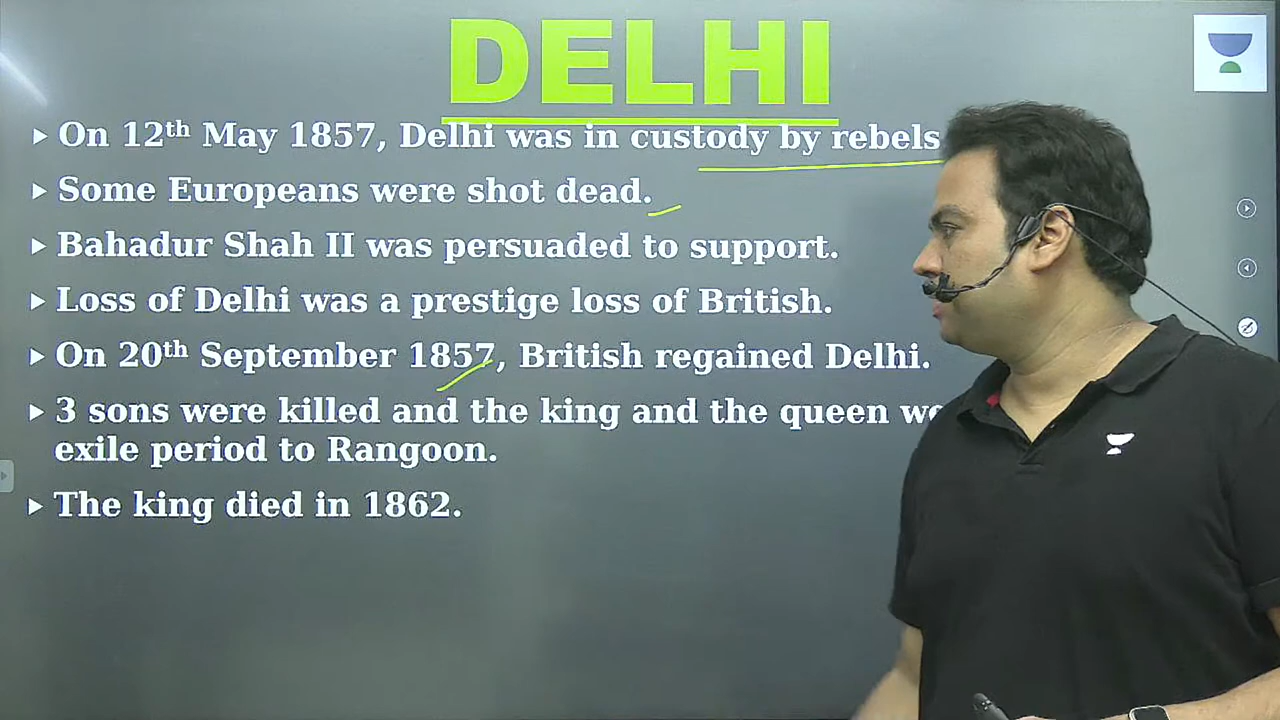 DELHI
On 12th May 1857, Delhi was in custody by rebels
Some Europeans were shot dead.
Bahadur Shah II was persuaded to support.
Loss of Delhi was a prestige loss of British.
On 20th September 1857, British regained Delhi.
3 sons were killed and the king and the queen
exile period to Rangoon.
The king died in 1862.